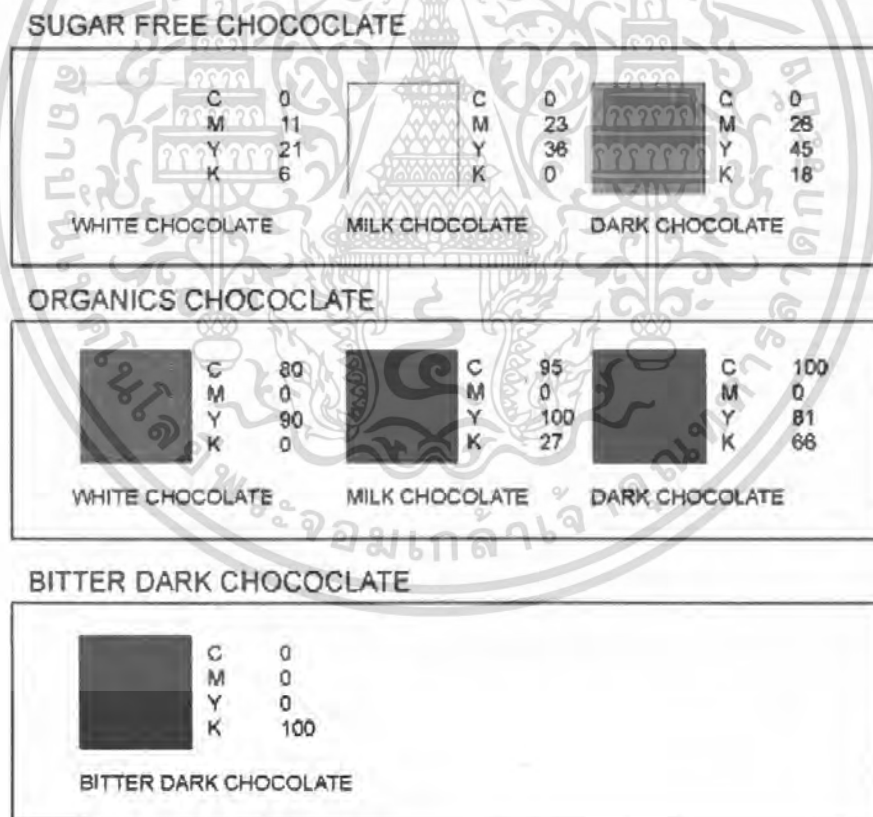 SUGAR FREE CHOCOCLATE
C 0 C 0 C 0
M 11 M 23 M 26
Y 21 Y 36 Y 45
K 6 K 0 K 18
WHITE CHOCOLATE MILK CHOCOLATE DARK CHOCOLATE
ORGANICS CHOCOCLATE
C 80 C 95 C 100
M 0 M 0 M 0
Y 90 Y 100 Y 81
K 0 K 27 K 66
WHITE CHOCOLATE MILK CHOCOLATE DARK CHOCOLATE
BITTER DARK CHOCOCLATE
C 0
M 0
Y 0
K 100
BITTER DARK CHOCOLATE